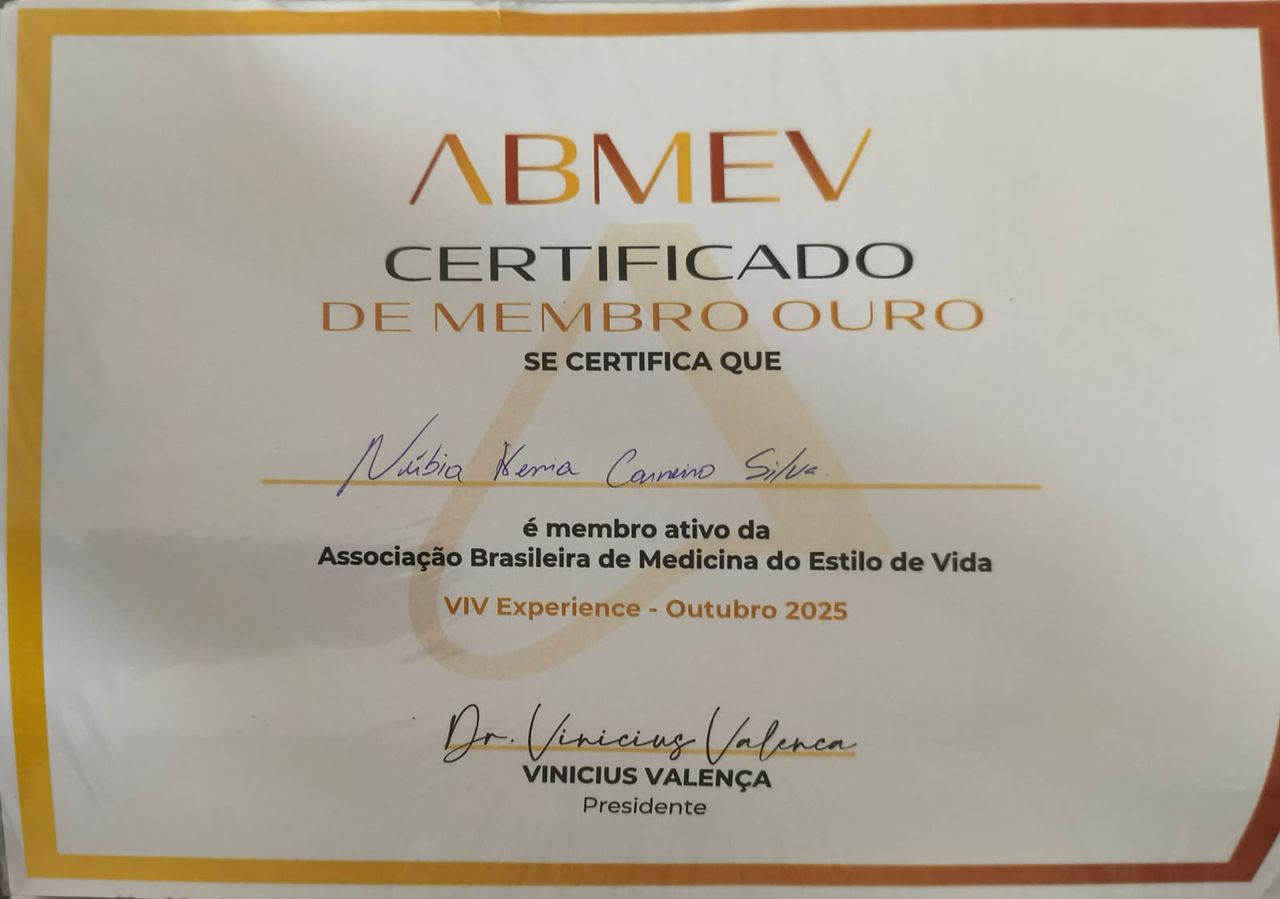 ABMEV
CERTIFICADO
DE MEMBRO OURO
SE CERTIFICA QUE
Núbia Carneiro Silva
é membro ativo da
Associação Brasileira de Medicina do Estilo de Vida
VIV Experience - Outubro 2025
Dr. Vinicius Valenca
VINICIUS VALENÇA
Presidente